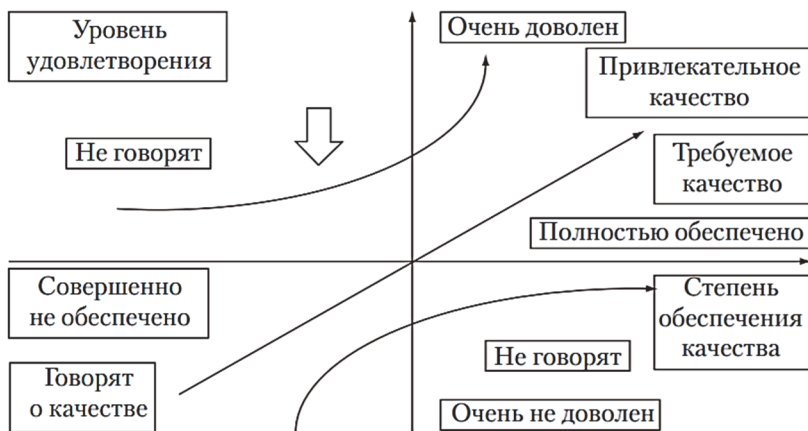 Уровень
удовлетворения
Очень доволен
Привлекательное
качество
Не говорят
Требуемое
качество
Полностью обеспечено
Совершенно
не обеспечено
Степень
обеспечения
качества
Не говорят
Говорят
о качестве
Очень не доволен